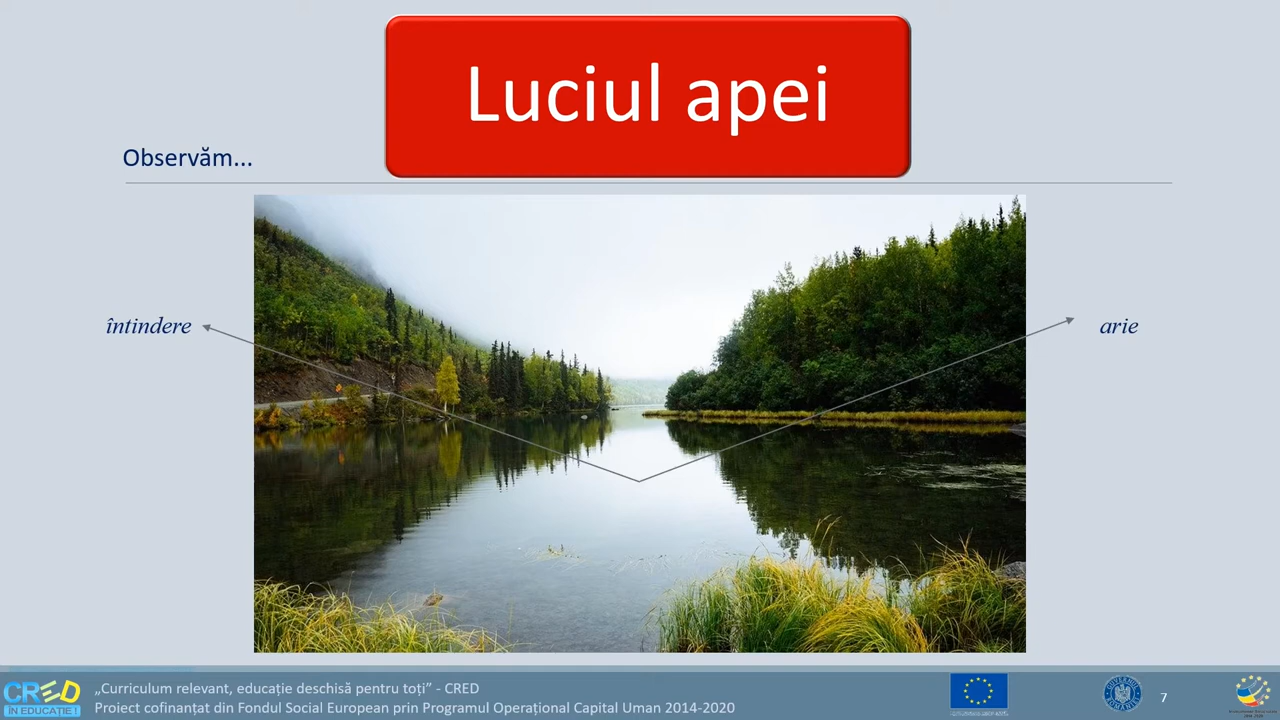 Luciul apei
Observăm...
întindere
arie
CRED
ÎN EDUCAȚIE !
„Curriculum relevant, educație deschisă pentru toți” - CRED
Proiect cofinanțat din Fondul Social European prin Programul Operațional Capital Uman 2014-2020
7